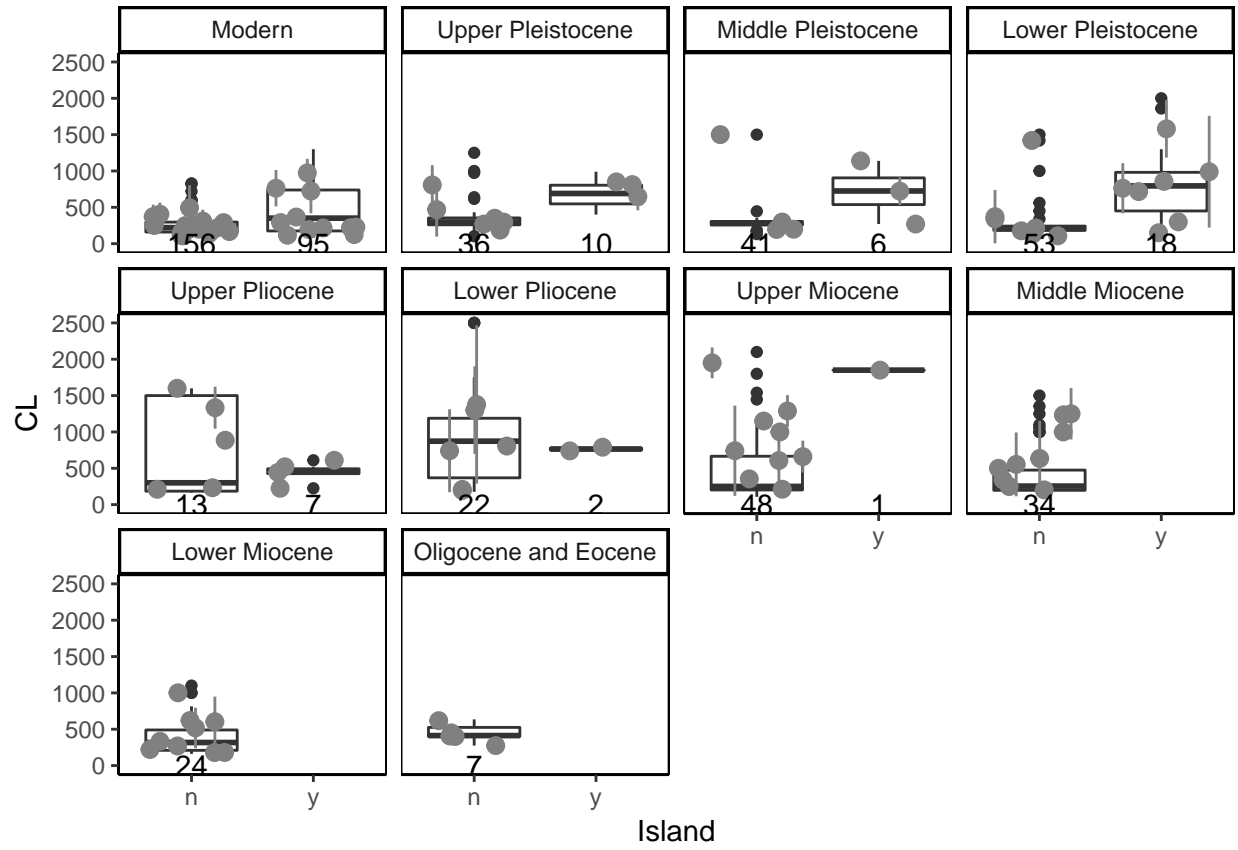 Modern Upper Pleistocene Middle Pleistocene Lower Pleistocene
2500
2000
1500
1000
500
0
156 95 36 10 41 6 53 18
Upper Pliocene Lower Pliocene Upper Miocene Middle Miocene
2500
2000
1500
1000
500
0
13 7 22 2 48 1 34
n y n y
Lower Miocene Oligocene and Eocene
2500
2000
1500
1000
500
0
24 7
n y n y
CL
Island